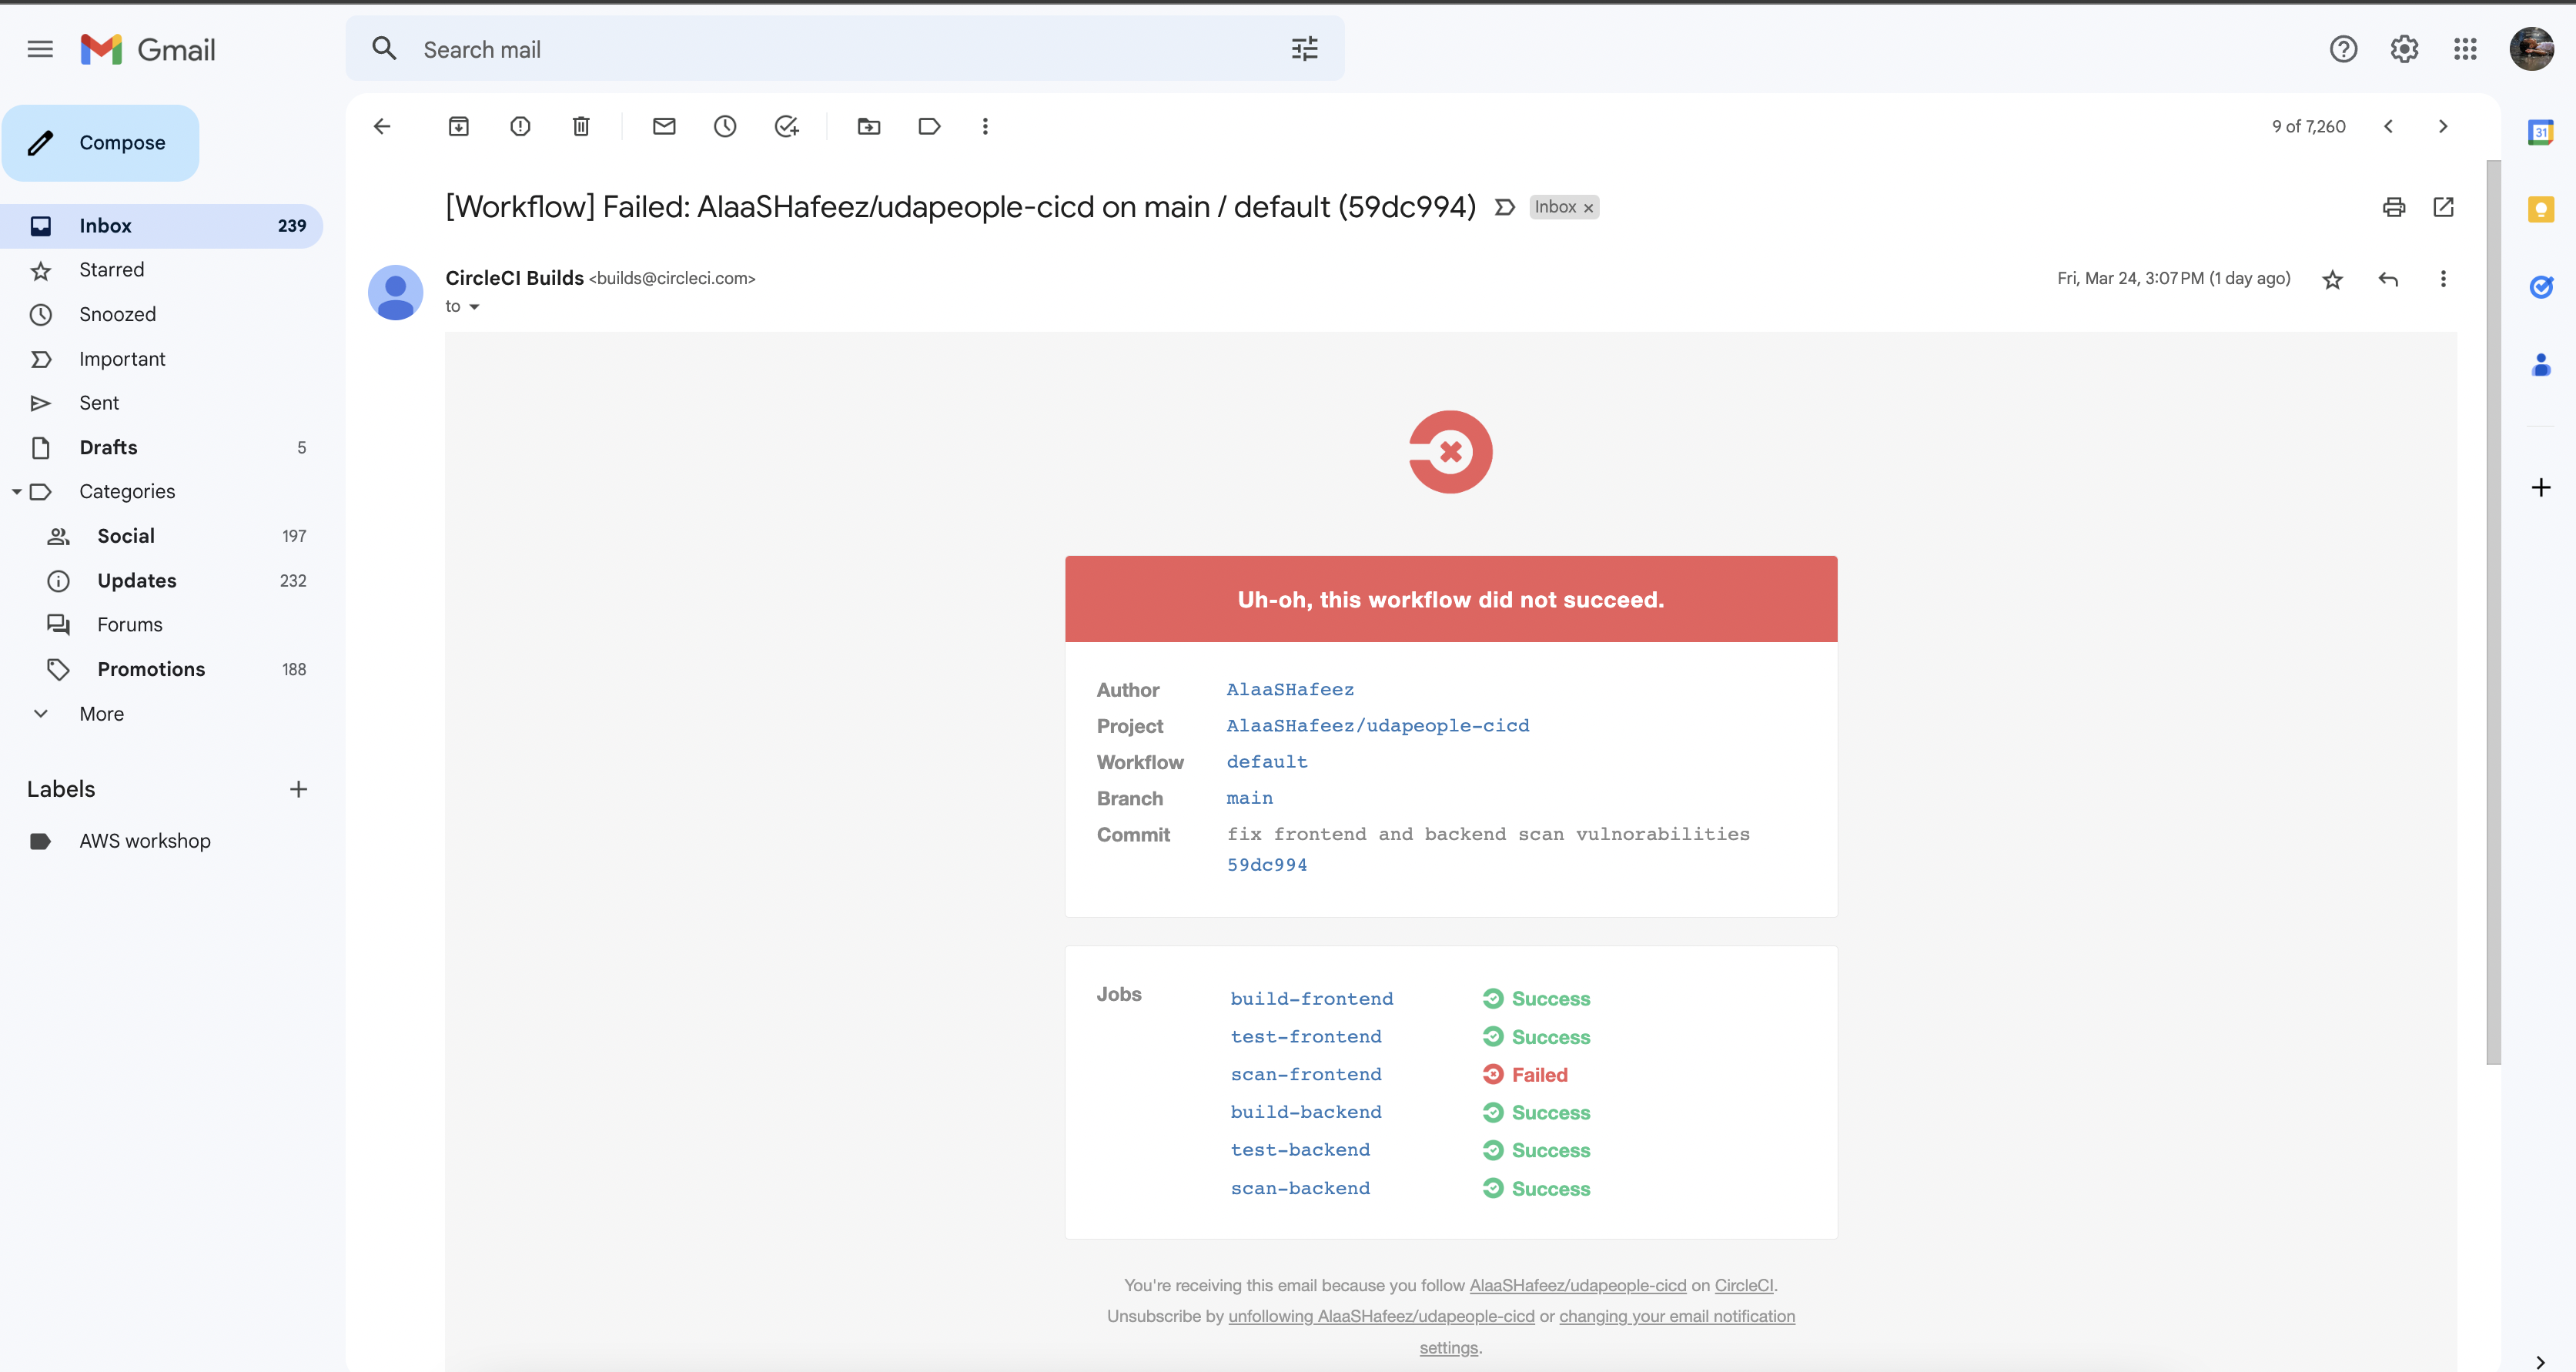 Gmail
Search mail
Compose
9 of 7,260
31
Inbox 239
Starred
Snoozed
Important
Sent
Drafts 5
Categories
Social 197
Updates 232
Forums
Promotions 188
More
Labels
AWS workshop
[Workflow] Failed: AlaaSHafeez/udapeople-cicd on main / default (59dc994) Inbox x
CircleCI Builds <builds@circleci.com> Fri, Mar 24, 3:07 PM (1 day ago)
to
Uh-oh, this workflow did not succeed.
Author AlaaSHafeez
Project AlaaSHafeez/udapeople-cicd
Workflow default
Branch main
Commit fix frontend and backend scan vulnorabilities
59dc994
Jobs build-frontend Success
test-frontend Success
scan-frontend Failed
build-backend Success
test-backend Success
scan-backend Success
You're receiving this email because you follow AlaaSHafeez/udapeople-cicd on CircleCI.
Unsubscribe by unfollowing AlaaSHafeez/udapeople-cicd or changing your email notification
settings.